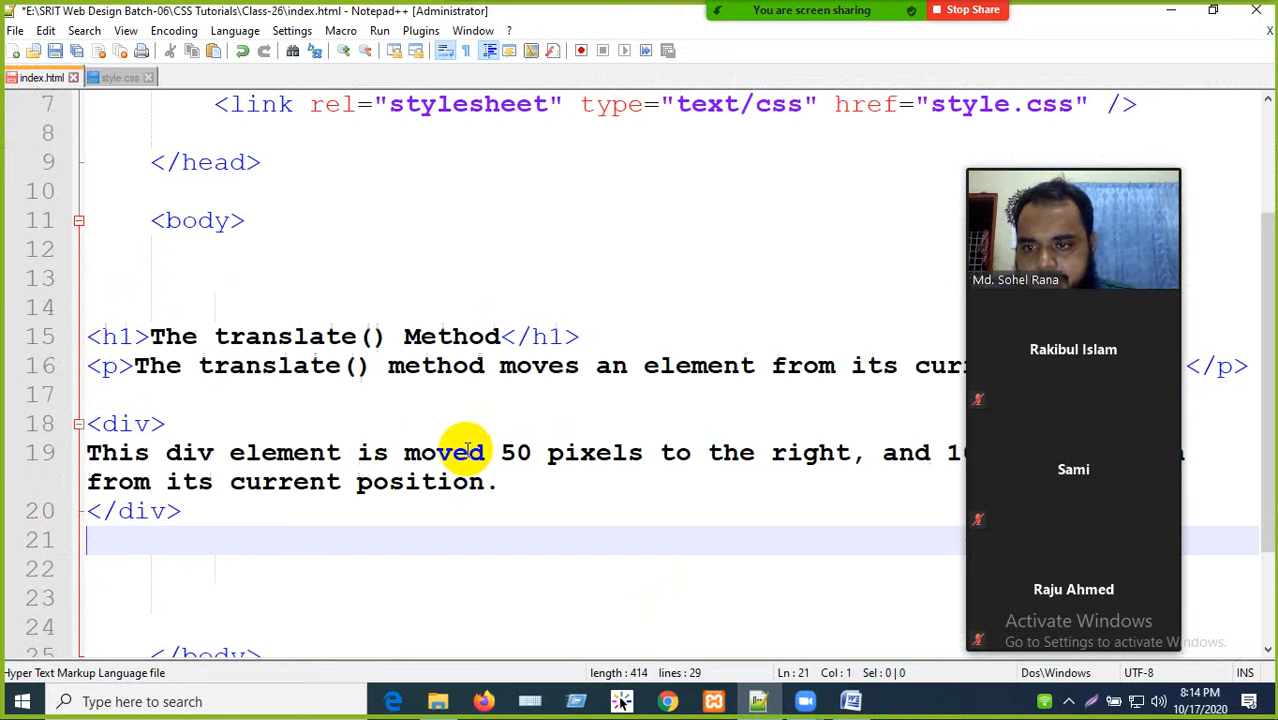 *E:\SRIT Web Design Batch-06\CSS Tutorials\Class-26\index.html - Notepad++ [Administrator]
You are screen sharing
Stop Share
File Edit Search View Encoding Language Settings Macro Run Plugins Window ?
X
index.html style.css
7 <link rel="stylesheet" type="text/css" href="style.css" />
8
9 </head>
10
11 <body>
12
13
14
15 <h1>The translate() Method</h1>
16 <p>The translate() method moves an element from its </p>
17
18 <div>
19 This div element is moved 50 pixels to the right, and
from its current position.
20 </div>
21
22
23
24
25 </body>
Md. Sohel Rana
Rakibul Islam
Sami
Raju Ahmed
Activate Windows
Go to Settings to activate Windows.
Hyper Text Markup Language file length : 414 lines : 29 Ln : 21 Col : 1 Sel : 0 | 0 Dos\Windows UTF-8 INS
Type here to search
8:14 PM
10/17/2020